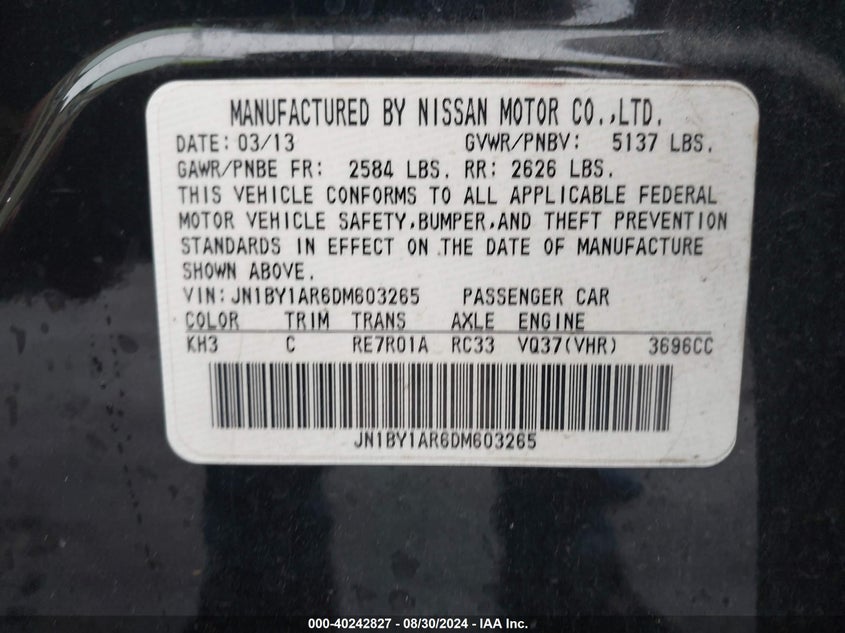 MANUFACTURED BY NISSAN MOTOR CO.,LTD.
DATE: 03/13 GVWR/PNBV: 5137 LBS.
GAWR/PNBE FR: 2584 LBS. RR: 2626 LBS.
THIS VEHICLE CONFORMS TO ALL APPLICABLE FEDERAL
MOTOR VEHICLE SAFETY,BUMPER,AND THEFT PREVENTION
STANDARDS IN EFFECT ON THE DATE OF MANUFACTURE
SHOWN ABOVE.
VIN:JN1BY1AR6DM603265 PASSENGER CAR
COLOR TRIM TRANS AXLE ENGINE
KH3 C RE7R01A RC33 VQ37(VHR) 3696CC
JN1BY1AR6DM603265
000-40242827 - 08/30/2024 - IAA Inc.